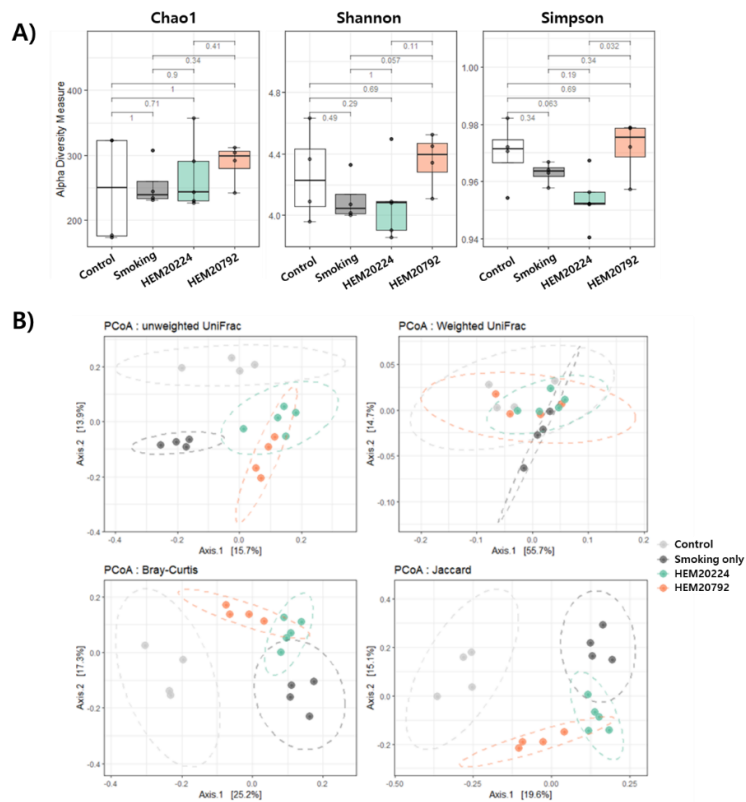 Chao1 Shannon Simpson
A)
0.41
0.34
0.9
1
0.71
1
0.11
0.057
1
0.69
0.29
0.49
0.032
0.34
0.19
0.69
0.063
0.34
Alpha Diversity Measure
400
300
200
4.8
4.4
4.0
1.00
0.98
0.96
0.94
Control Smoking HEM20224 HEM20792
Control Smoking HEM20224 HEM20792
Control Smoking HEM20224 HEM20792
B)
PCoA : unweighted UniFrac
Axis.2 [13.9%]
0.2
0.0
-0.2
-0.4
-0.4 -0.2 0.0 0.2
Axis.1 [15.7%]
PCoA : Weighted UniFrac
Axis.2 [14.7%]
0.05
0.00
-0.05
-0.10
-0.2 -0.1 0.0 0.1 0.2
Axis.1 [55.7%]
Control
Smoking only
HEM20224
HEM20792
PCoA : Bray-Curtis
Axis.2 [17.3%]
0.2
0.0
-0.2
-0.4
-0.4 -0.2 0.0 0.2
Axis.1 [25.2%]
PCoA : Jaccard
Axis.2 [15.1%]
0.4
0.2
0.0
-0.2
-0.50 -0.25 0.00 0.25
Axis.1 [19.6%]